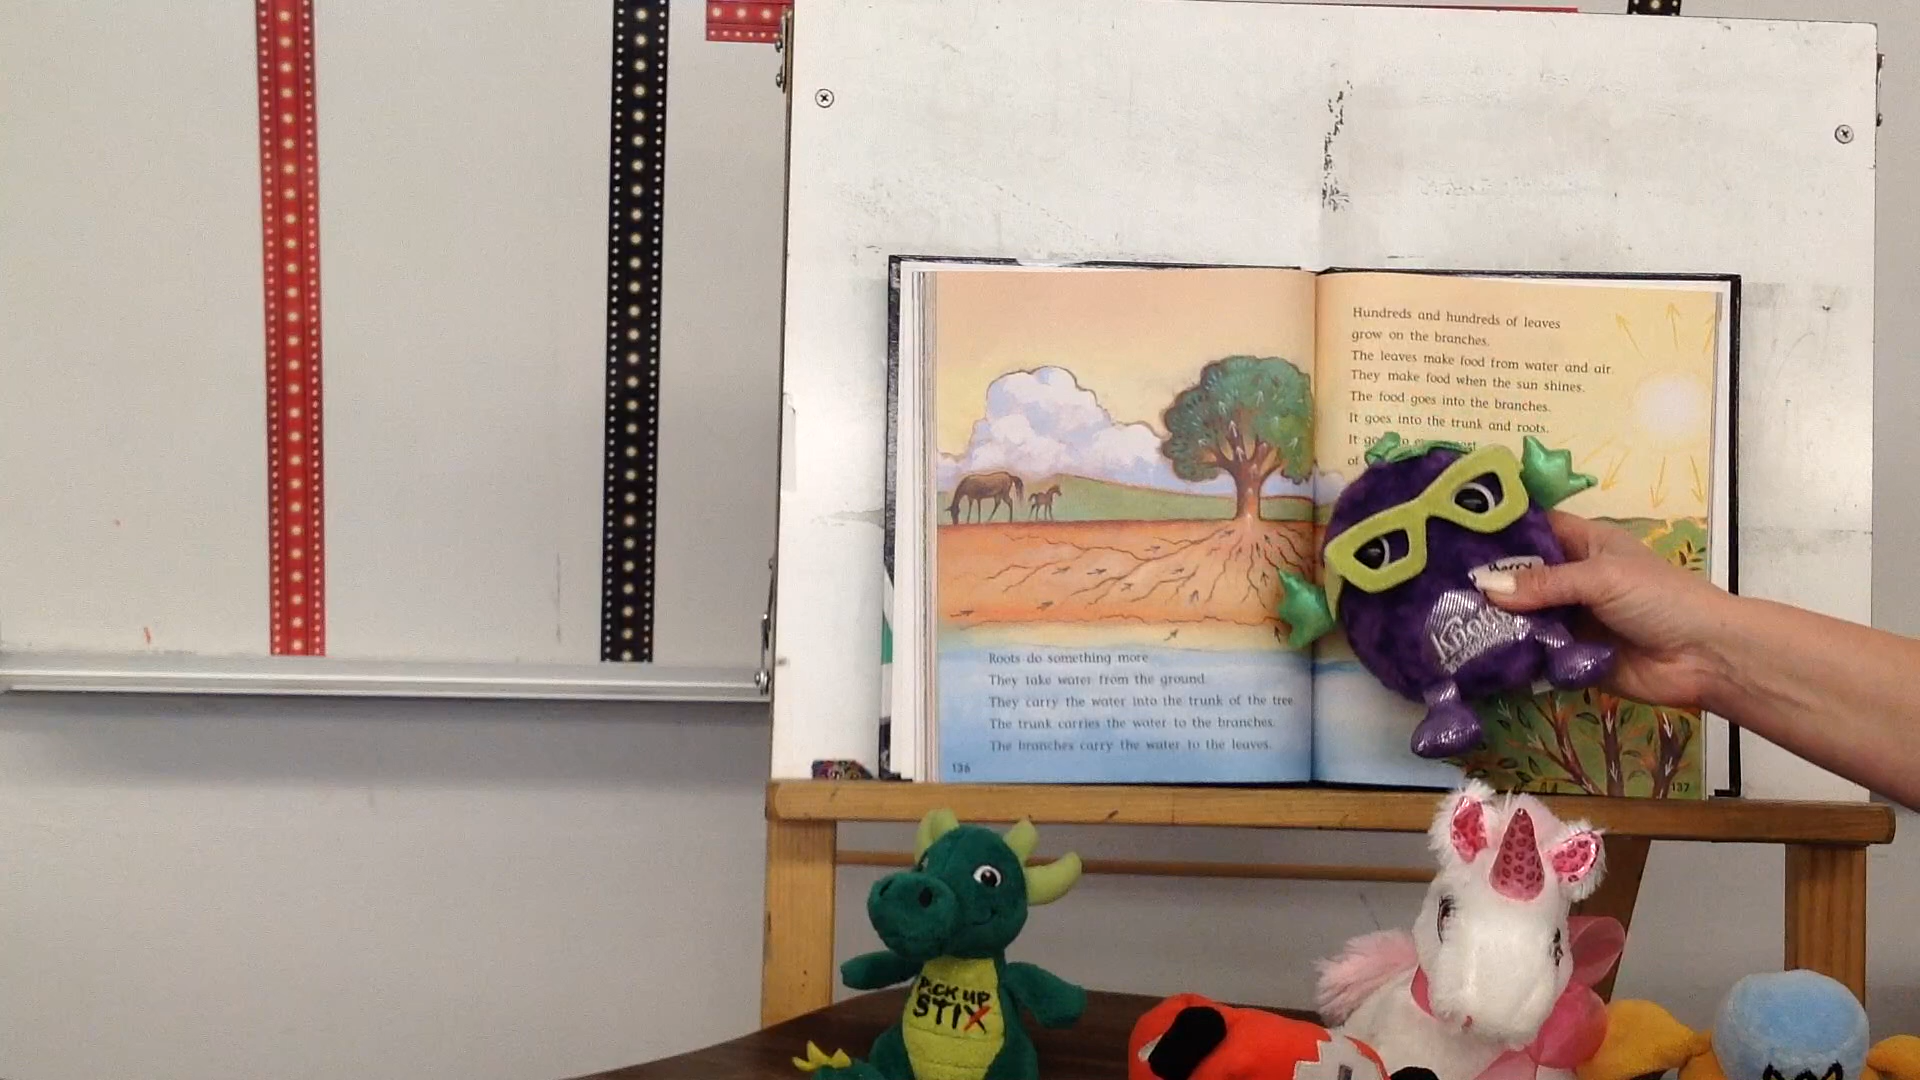 Hundreds and hundreds of leaves
grow on the branches.
The leaves make food from water and air.
They make food when the sun shines.
The food goes into the branches.
It goes into the trunk and roots.
It
of
Roots do something more
They take water from the ground.
They carry the water into the trunk of the tree
The trunk carries the water to the branches.
The branches carry the water to the leaves.
136
137
PICK UP
STIX